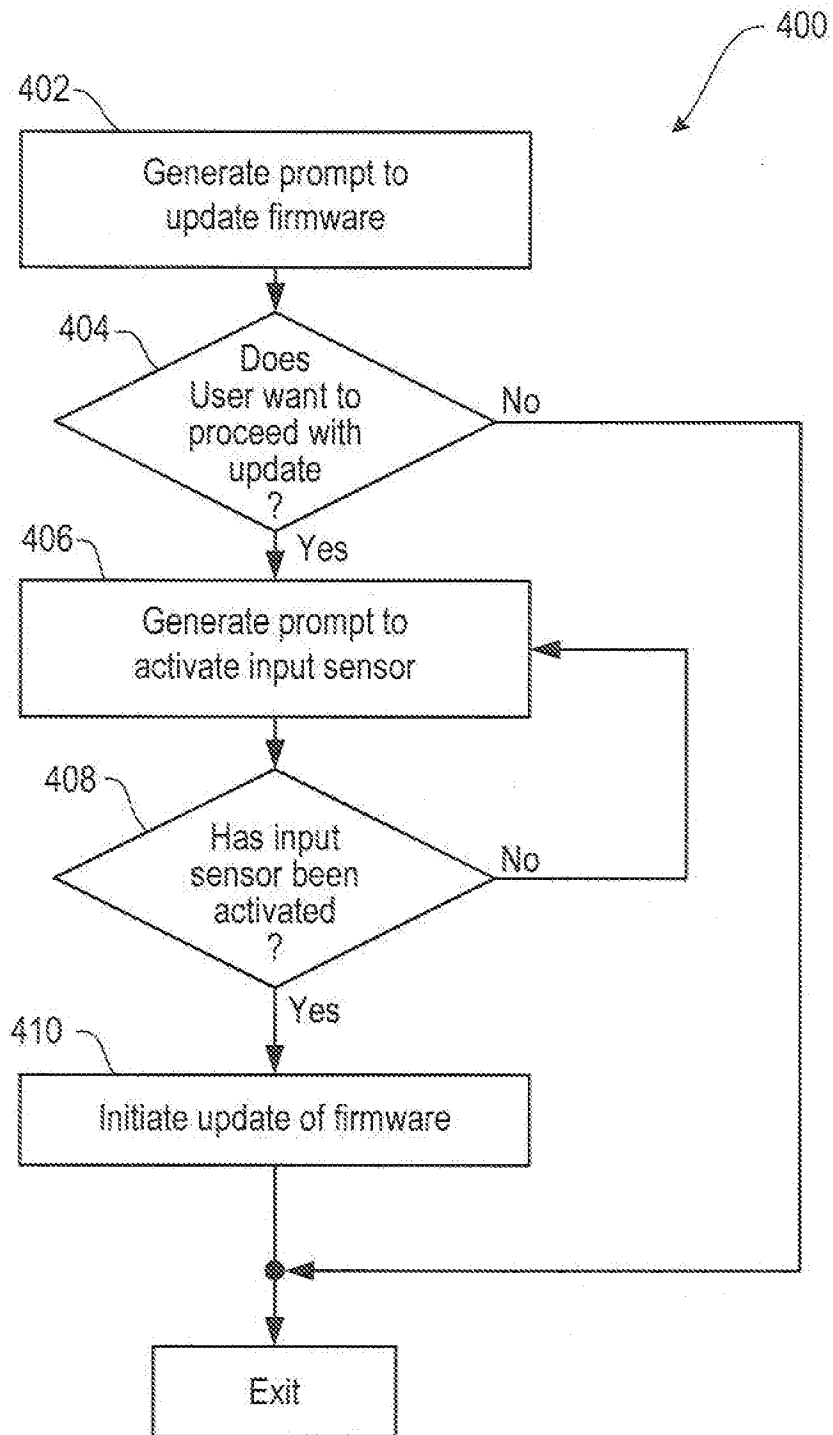 400
402
Generate prompt to
update firmware
404
Does
User want to
proceed with
update
?
No
Yes
406
Generate prompt to
activate input sensor
408
Has input
sensor been
activated
?
No
Yes
410
Initiate update of firmware
Exit